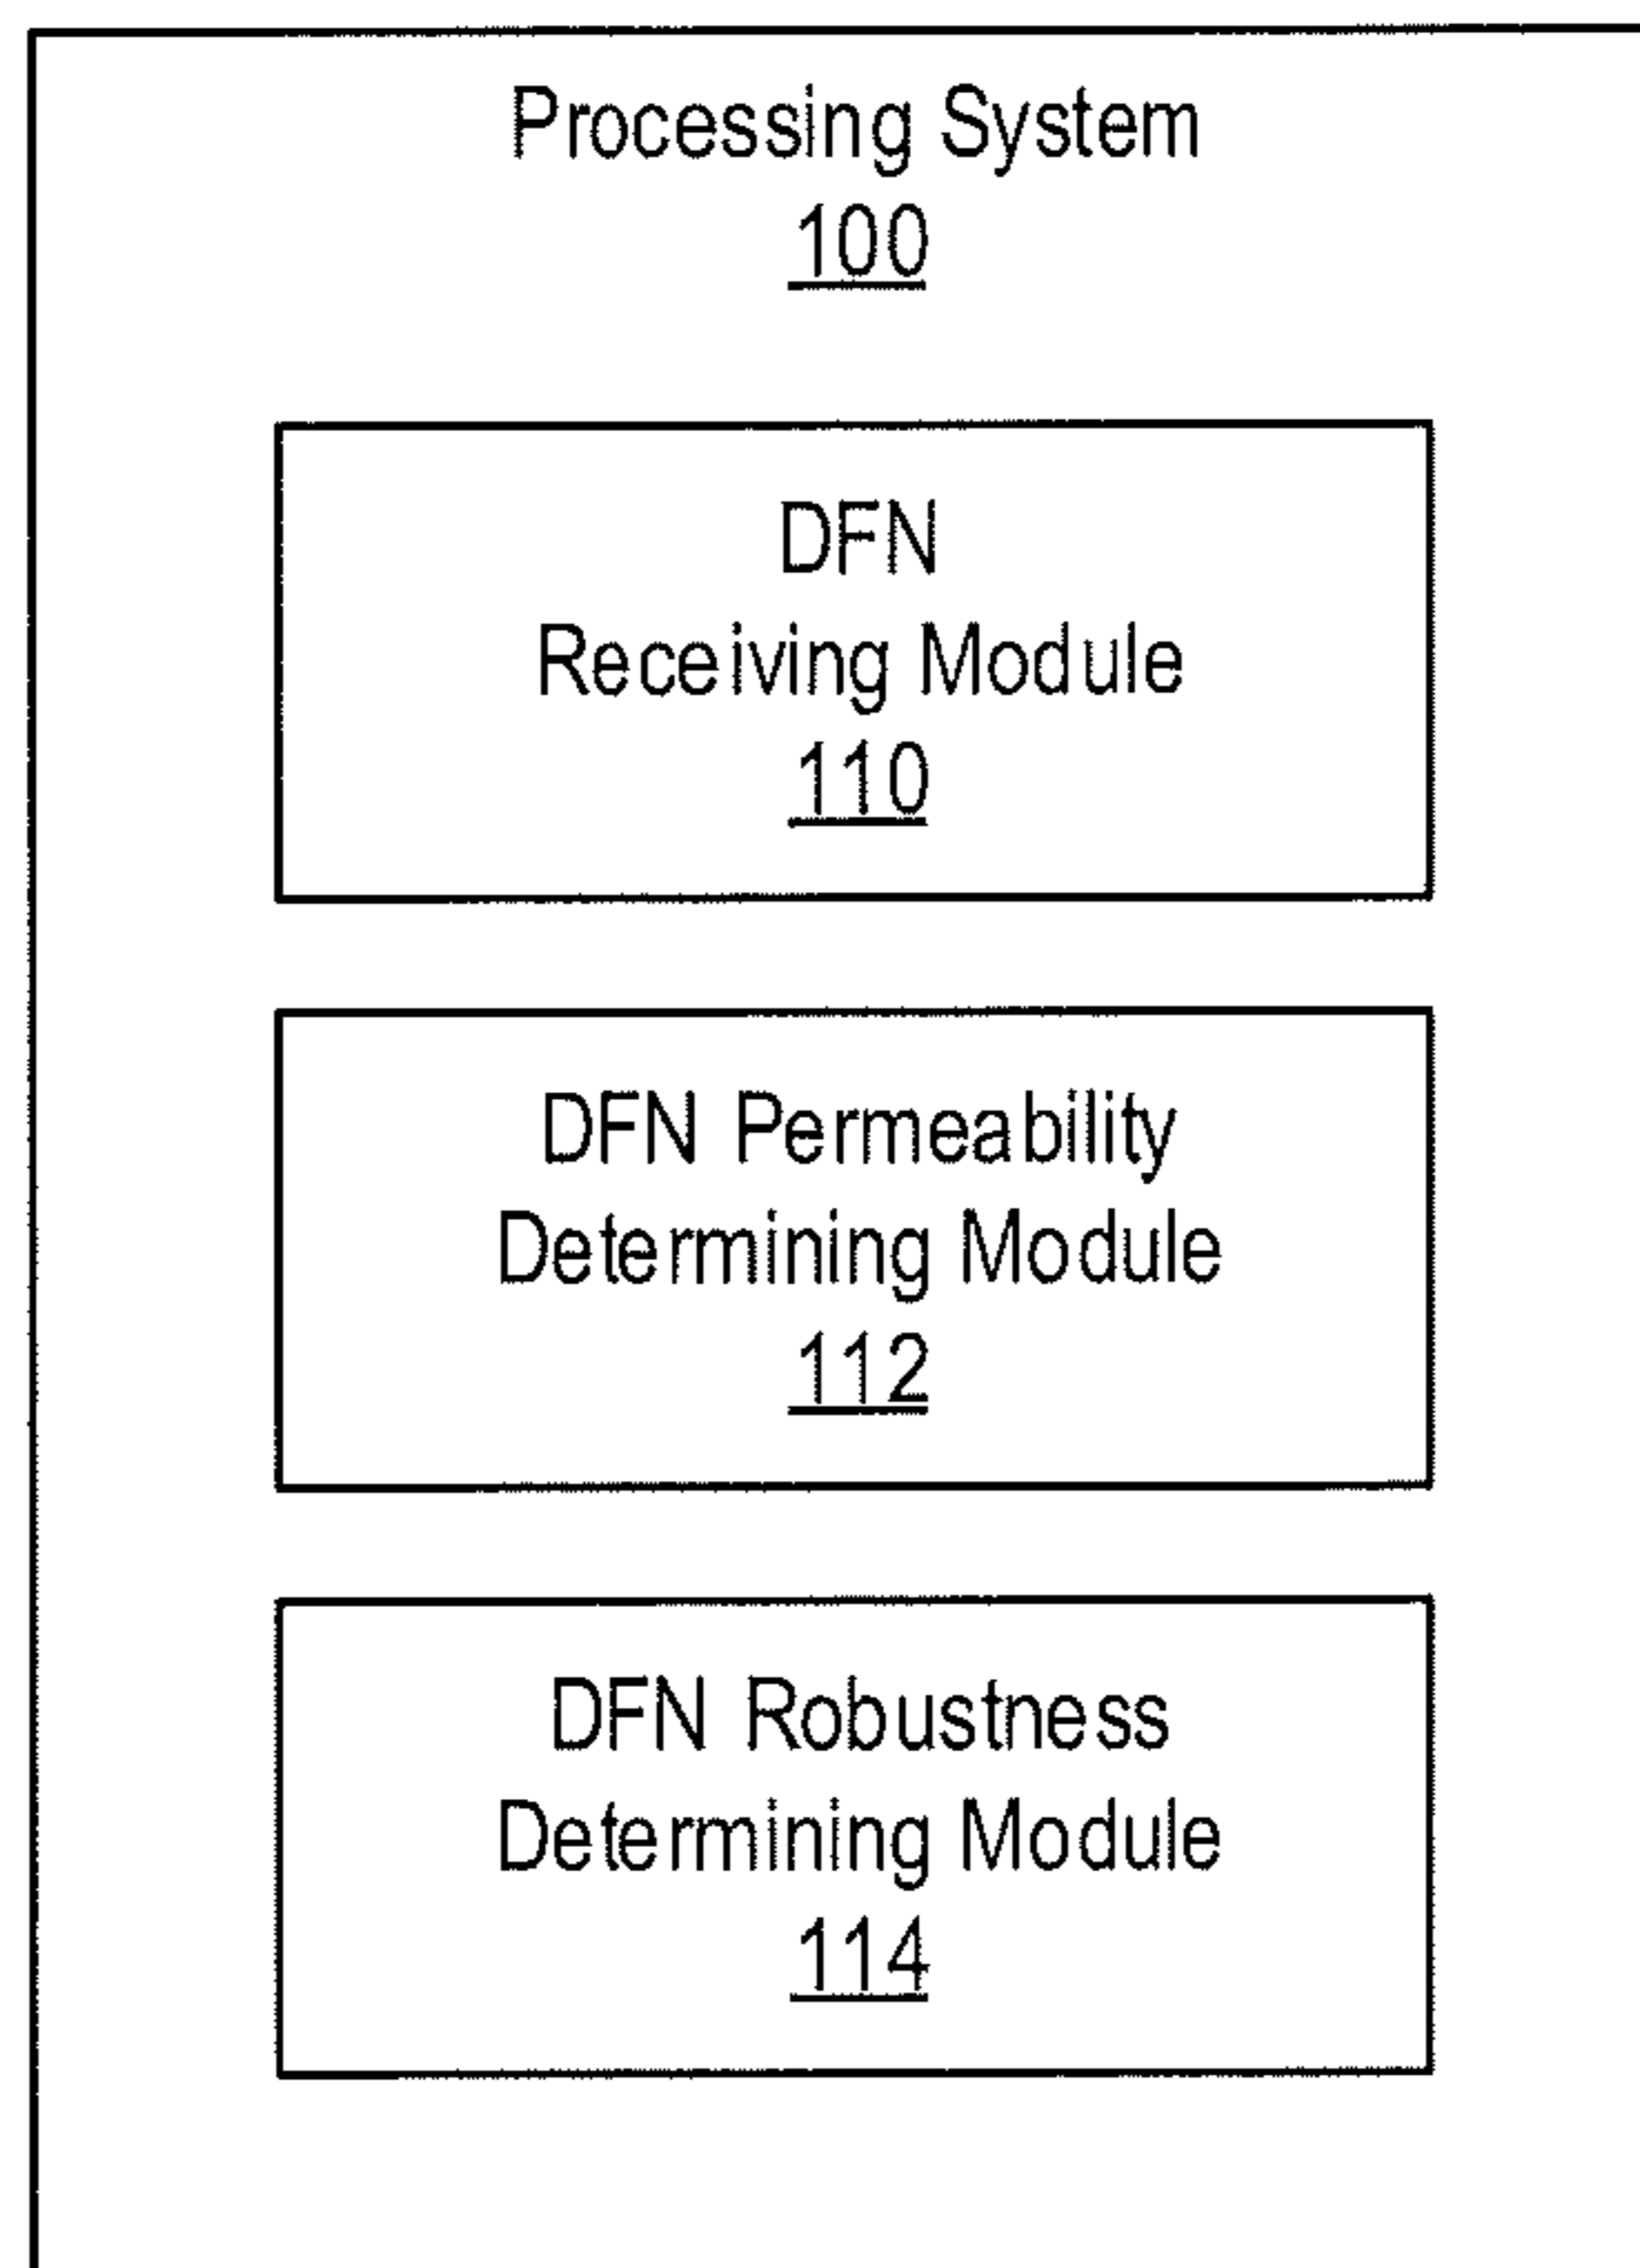 Processing System
100
DFN
Receiving Module
110
DFN Permeability
Determining Module
112
DFN Robustness
Determining Module
114